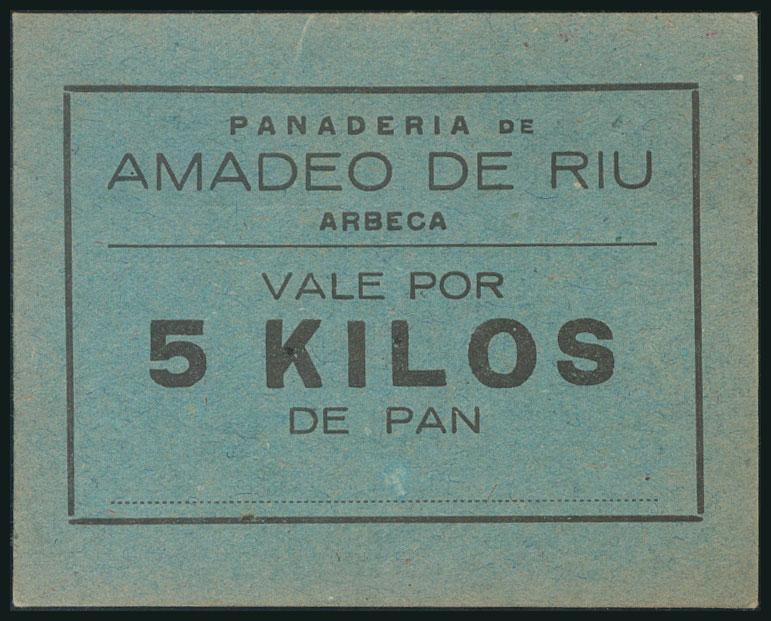 PANADERIA DE
AMADEO DE RIU
ARBECA
VALE POR
5 KILOS
DE PAN